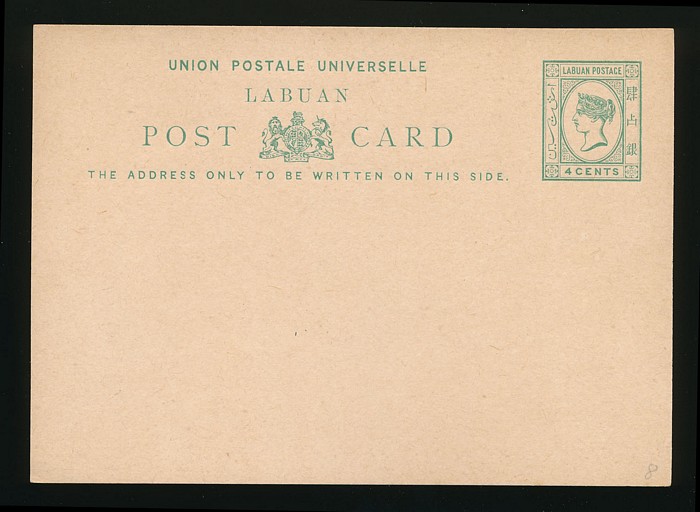 UNION POSTALE UNIVERSELLE
LABUAN
POST CARD
THE ADDRESS ONLY TO BE WRITTEN ON THIS SIDE.
LABUAN POSTAGE
肆占銀
4 CENTS
8